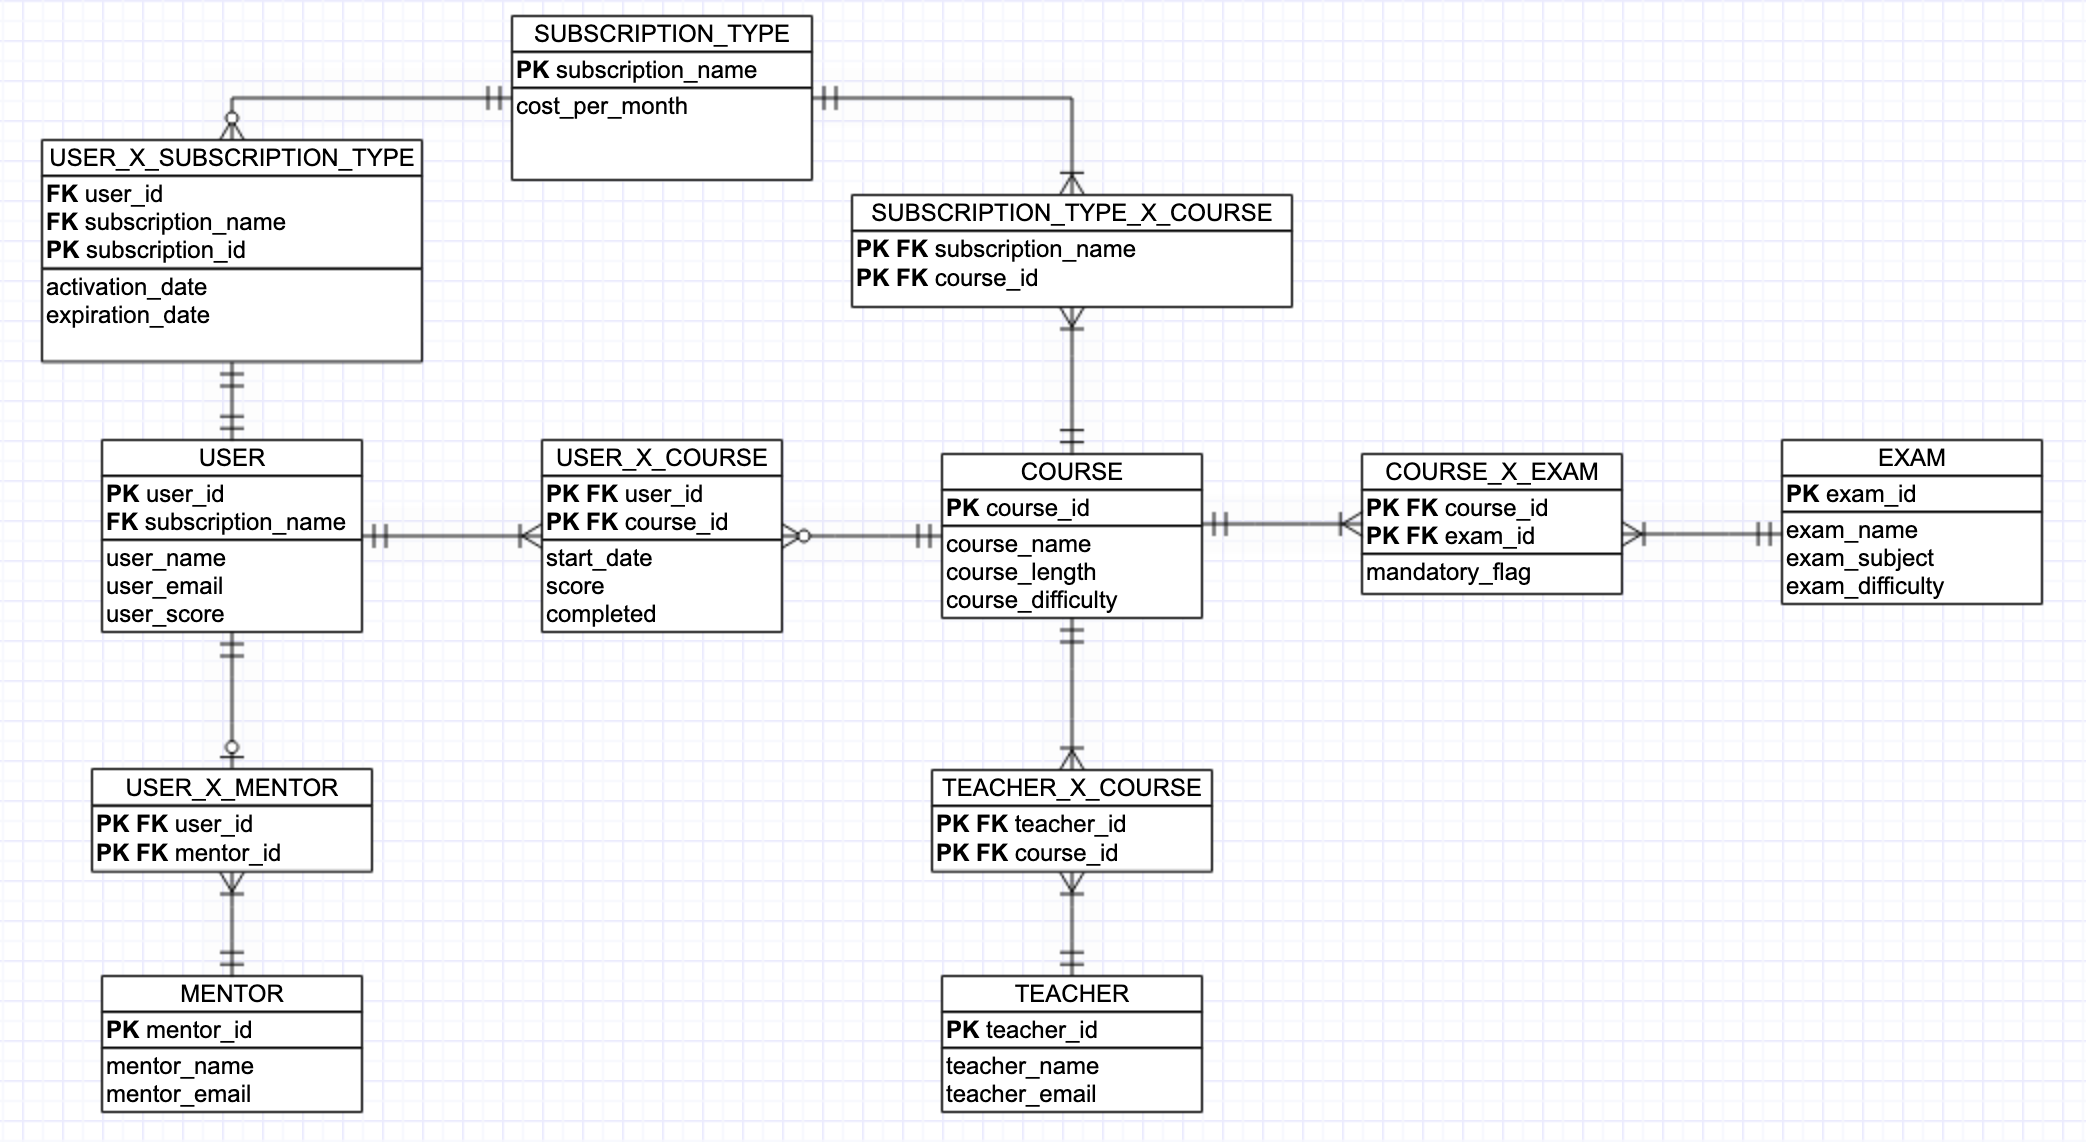 SUBSCRIPTION_TYPE
PK subscription_name
cost_per_month
USER_X_SUBSCRIPTION_TYPE
FK user_id
FK subscription_name
PK subscription_id
activation_date
expiration_date
SUBSCRIPTION_TYPE_X_COURSE
PK FK subscription_name
PK FK course_id
USER
PK user_id
FK subscription_name
user_name
user_email
user_score
USER_X_COURSE
PK FK user_id
PK FK course_id
start_date
score
completed
COURSE
PK course_id
course_name
course_length
course_difficulty
COURSE_X_EXAM
PK FK course_id
PK FK exam_id
mandatory_flag
EXAM
PK exam_id
exam_name
exam_subject
exam_difficulty
USER_X_MENTOR
PK FK user_id
PK FK mentor_id
TEACHER_X_COURSE
PK FK teacher_id
PK FK course_id
MENTOR
PK mentor_id
mentor_name
mentor_email
TEACHER
PK teacher_id
teacher_name
teacher_email